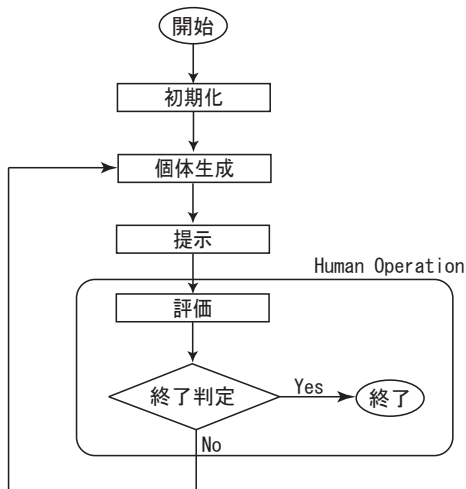 開始
初期化
個体生成
提示
Human Operation
評価
終了判定
Yes
終了
No